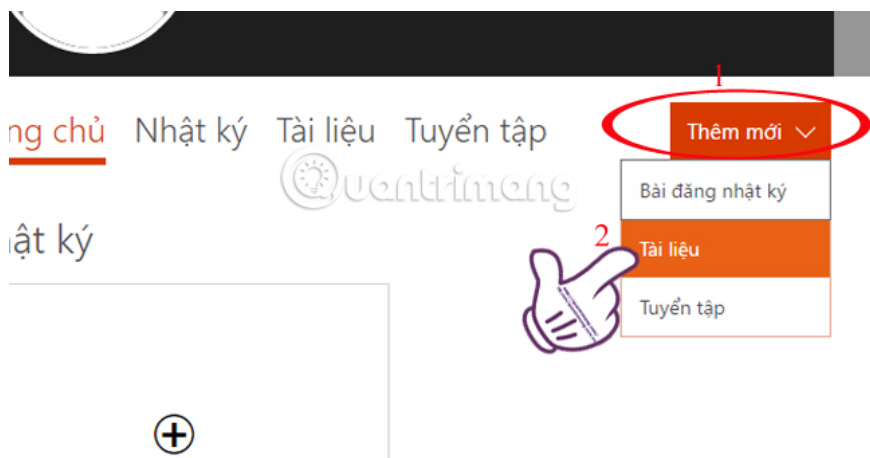 1
ng chủ Nhật ký Tài liệu Tuyển tập Thêm mới
Quantrimang
Bài đăng nhật ký
ật ký
2
Tài liệu
Tuyển tập